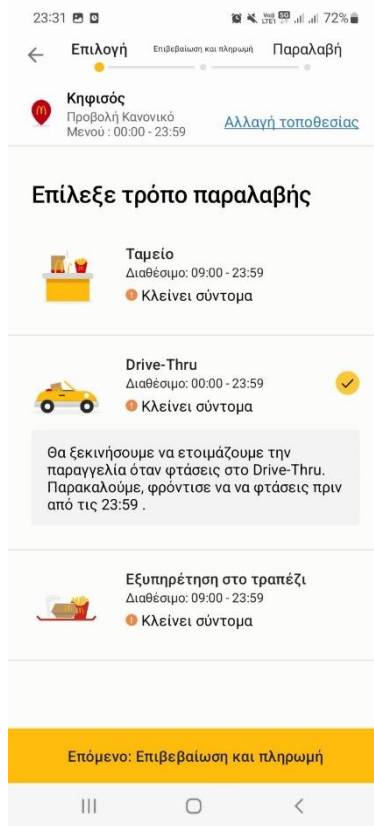 23:31 72%
Επιλογή Επιβεβαίωση και πληρωμή Παραλαβή
Κηφισός
Προβολή Κανονικό
Μενού : 00:00 - 23:59 Αλλαγή τοποθεσίας
Επίλεξε τρόπο παραλαβής
Ταμείο
Διαθέσιμο: 09:00 - 23:59
Κλείνει σύντομα
Drive-Thru
Διαθέσιμο: 00:00 - 23:59
Κλείνει σύντομα
Θα ξεκινήσουμε να ετοιμάζουμε την
παραγγελία όταν φτάσεις στο Drive-Thru.
Παρακαλούμε, φρόντισε να να φτάσεις πριν
από τις 23:59 .
Εξυπηρέτηση στο τραπέζι
Διαθέσιμο: 09:00 - 23:59
Κλείνει σύντομα
Επόμενο: Επιβεβαίωση και πληρωμή